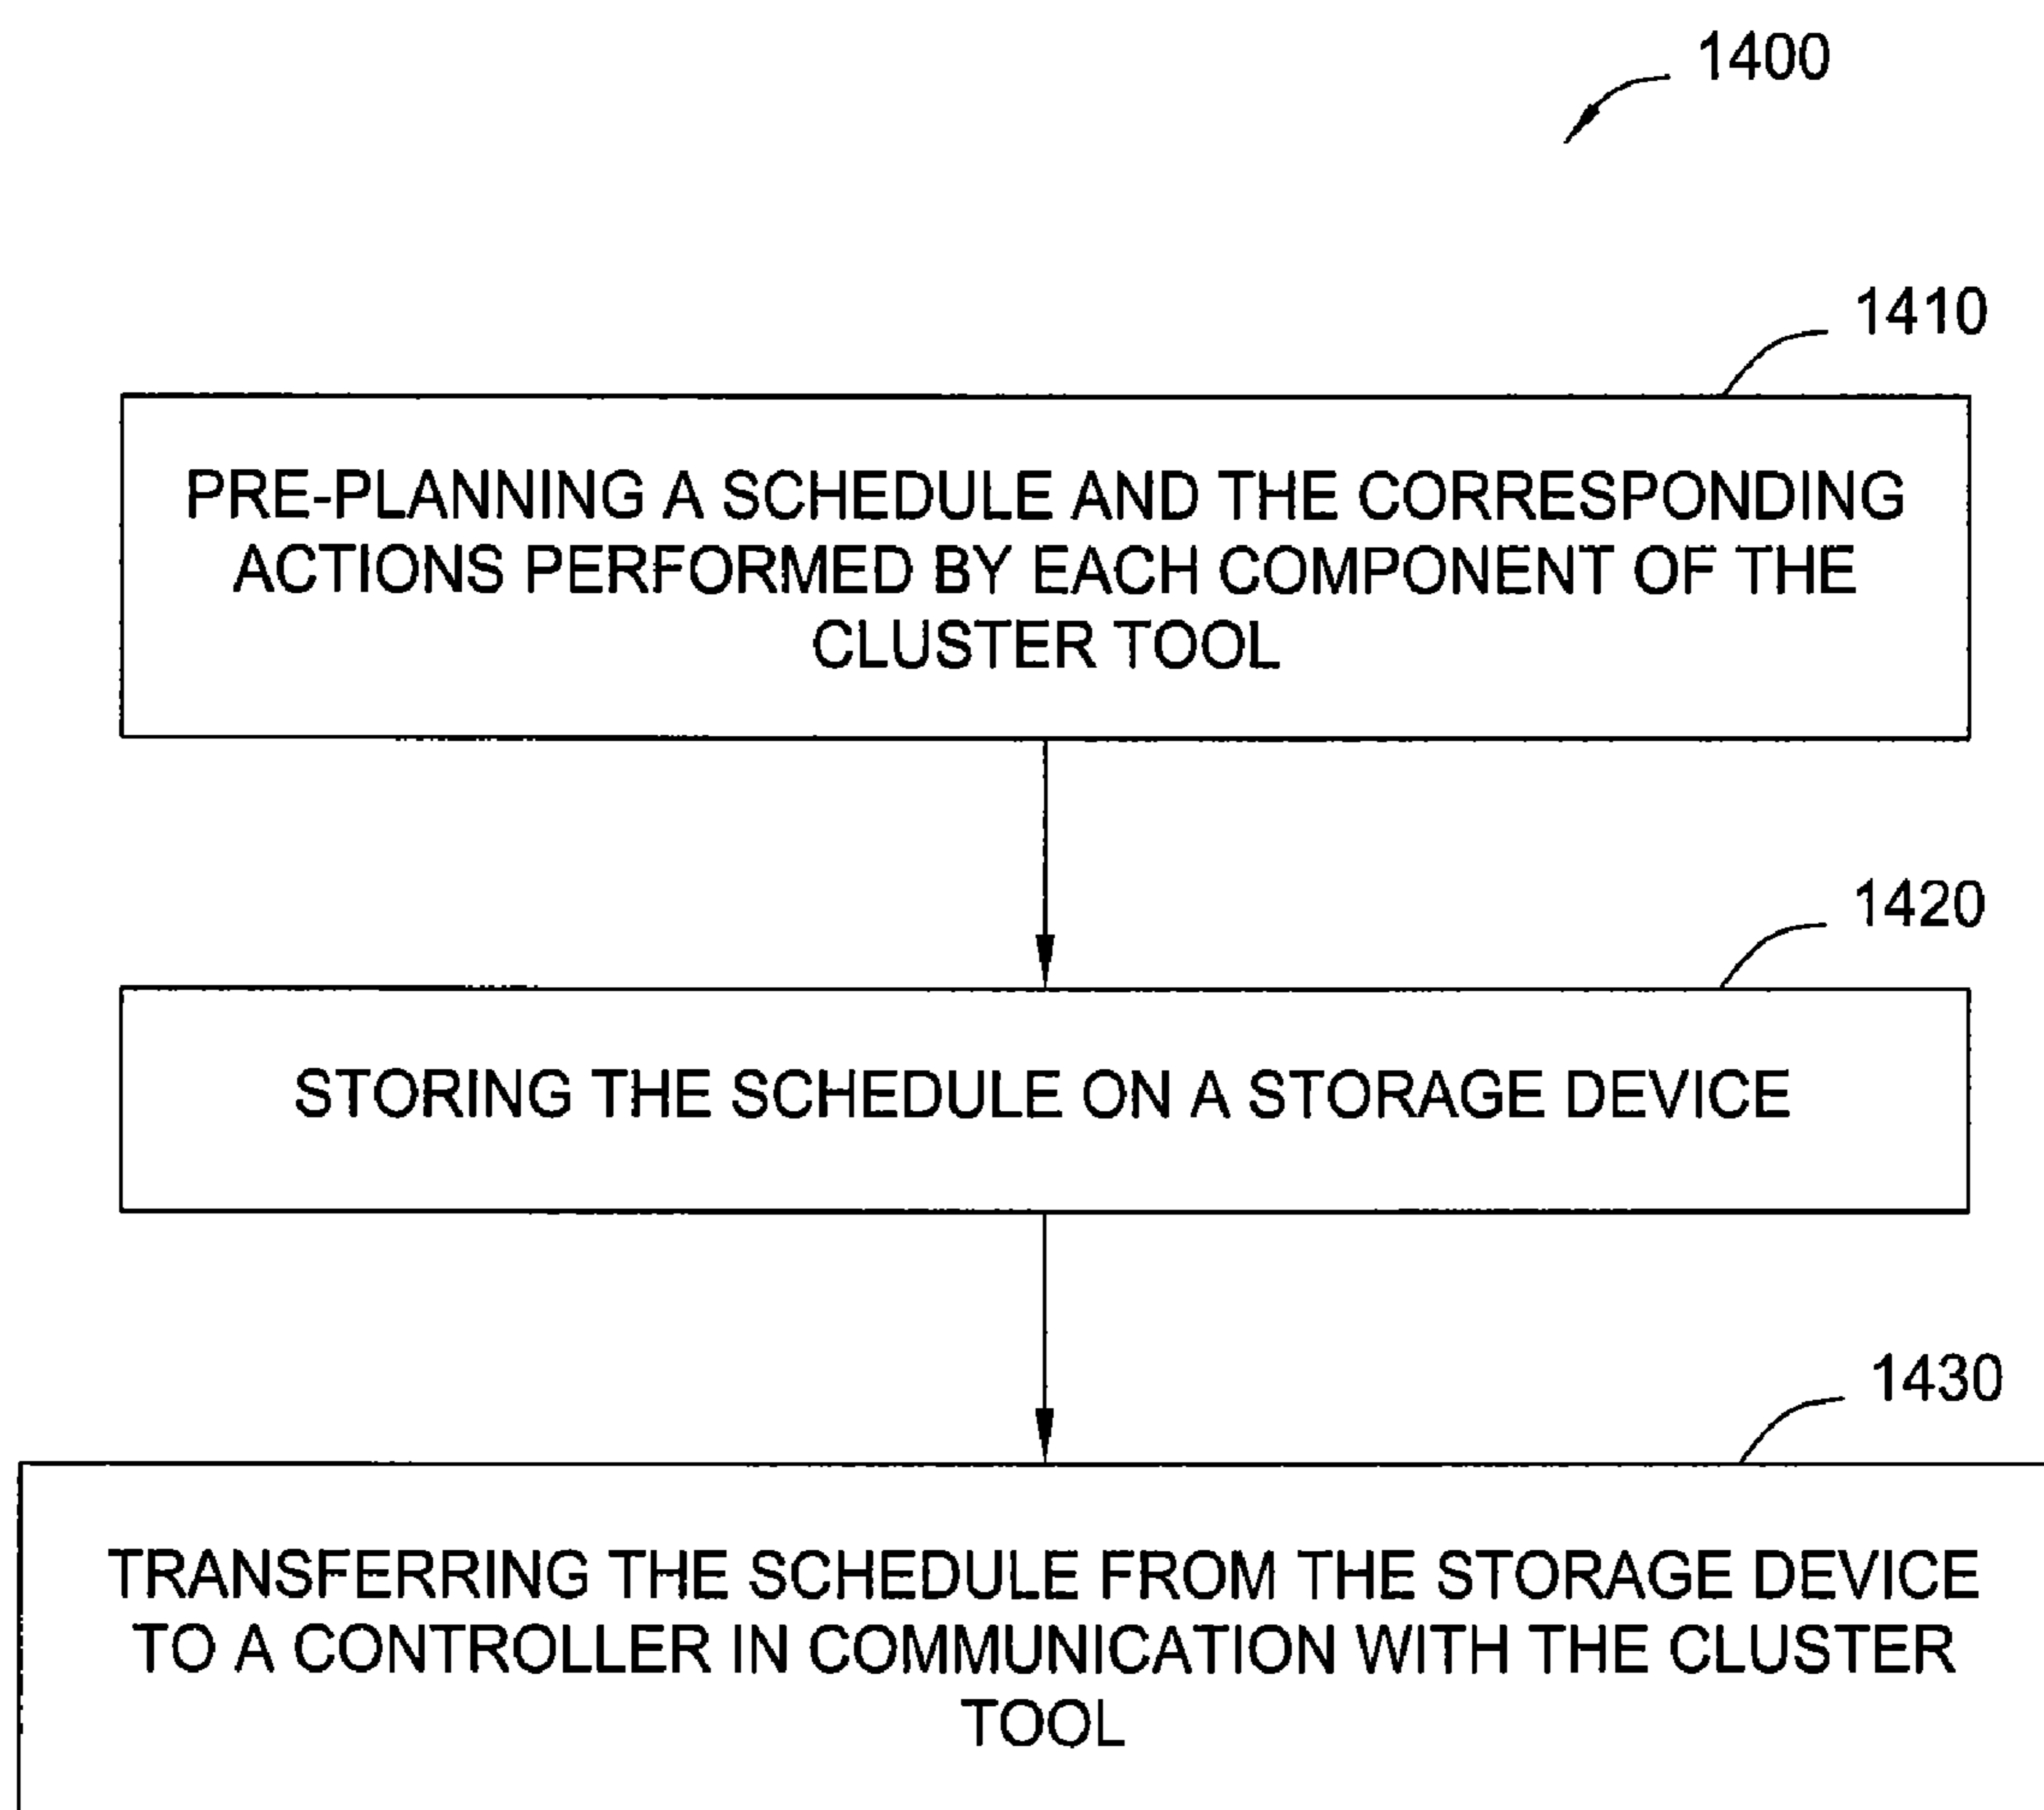 1400
1410
PRE-PLANNING A SCHEDULE AND THE CORRESPONDING
ACTIONS PERFORMED BY EACH COMPONENT OF THE
CLUSTER TOOL
1420
STORING THE SCHEDULE ON A STORAGE DEVICE
1430
TRANSFERRING THE SCHEDULE FROM THE STORAGE DEVICE
TO A CONTROLLER IN COMMUNICATION WITH THE CLUSTER
TOOL